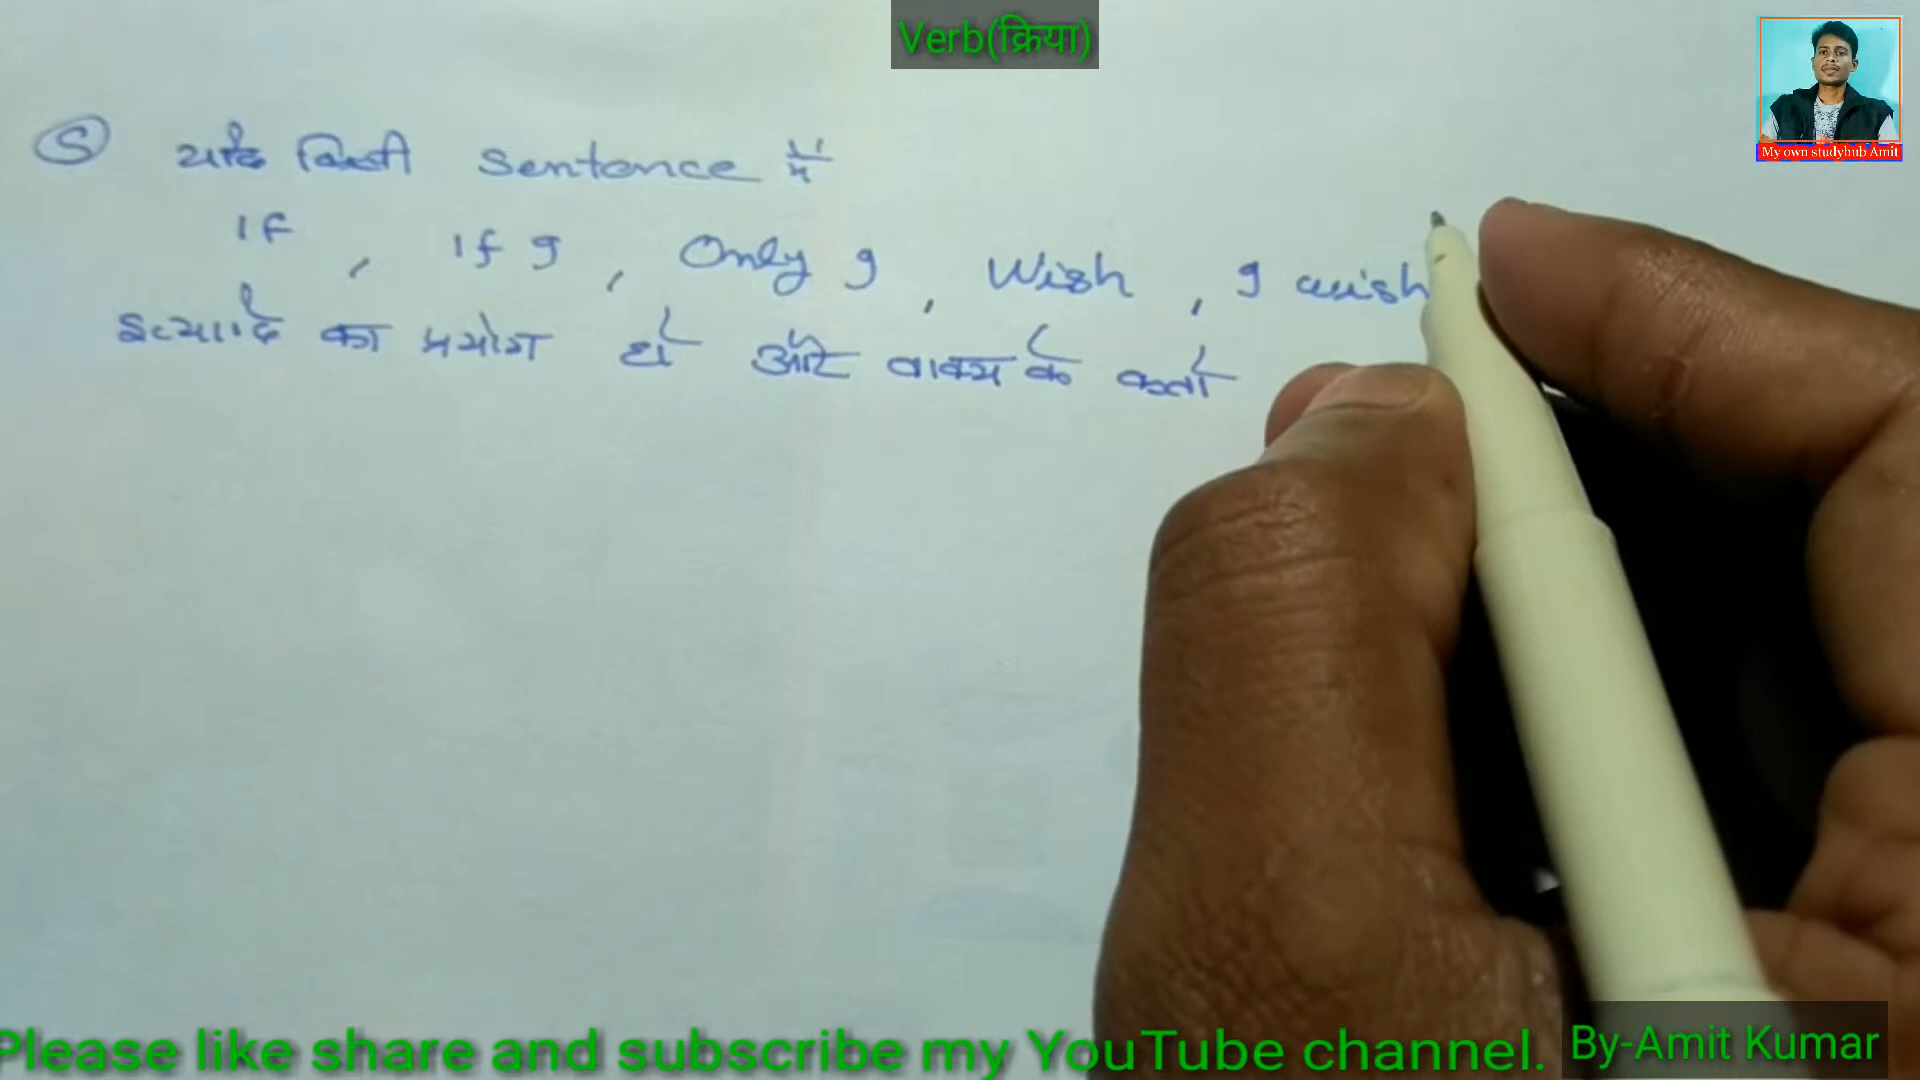 Verb(क्रिया)
My own studyhub Amit
5 यदि किसी Sentence में
If , If I , Only I , Wish , I wish
इत्यादि का प्रयोग हो और वाक्य के कर्ता
Please like share and subscribe my YouTube channel.
By-Amit Kumar